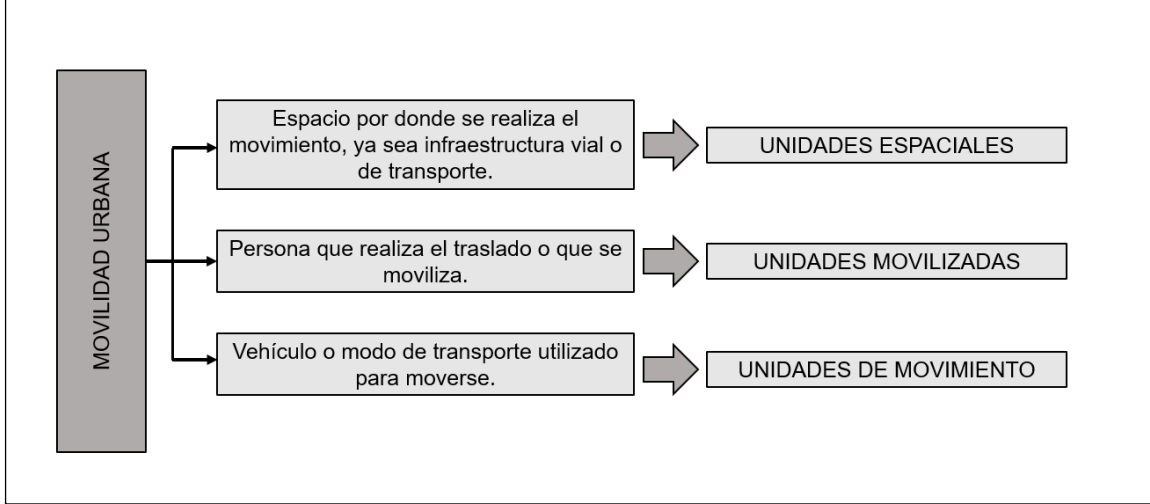 MOVILIDAD URBANA
Espacio por donde se realiza el
movimiento, ya sea infraestructura vial o
de transporte.
UNIDADES ESPACIALES
Persona que realiza el traslado o que se
moviliza.
UNIDADES MOVILIZADAS
Vehículo o modo de transporte utilizado
para moverse.
UNIDADES DE MOVIMIENTO